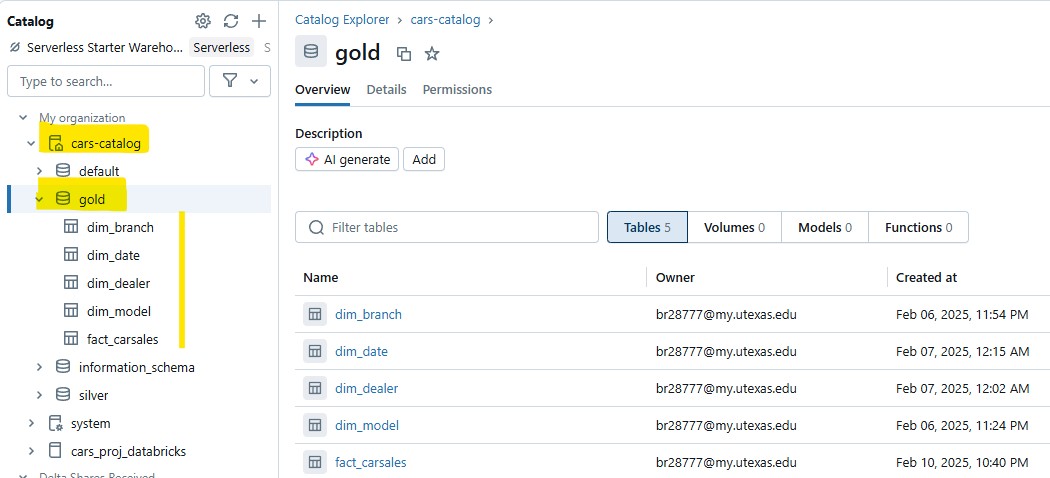 Catalog
Serverless Starter Wareho... Serverless S
Type to search...
My organization
cars-catalog
default
gold
dim_branch
dim_date
dim_dealer
dim_model
fact_carsales
information_schema
silver
system
cars_proj_databricks
Delta Shares Received
Catalog Explorer > cars-catalog >
gold
Overview Details Permissions
Description
AI generate Add
Filter tables Tables 5 Volumes 0 Models 0 Functions 0
Name Owner Created at
dim_branch br28777@my.utexas.edu Feb 06, 2025, 11:54 PM
dim_date br28777@my.utexas.edu Feb 07, 2025, 12:15 AM
dim_dealer br28777@my.utexas.edu Feb 07, 2025, 12:02 AM
dim_model br28777@my.utexas.edu Feb 06, 2025, 11:24 PM
fact_carsales br28777@my.utexas.edu Feb 10, 2025, 10:40 PM